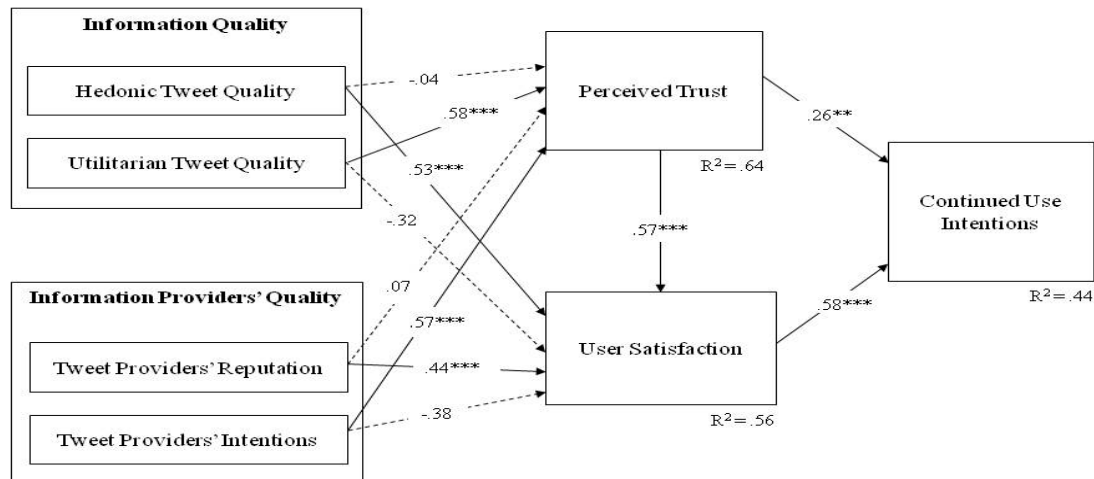 Information Quality
Hedonic Tweet Quality
Utilitarian Tweet Quality
Information Providers' Quality
Tweet Providers' Reputation
Tweet Providers' Intentions
-.04
.58***
.53***
-.32
.07
.57***
.44***
-.38
Perceived Trust
R²=.64
.57***
User Satisfaction
R²=.56
.26**
.58***
Continued Use
Intentions
R²=.44